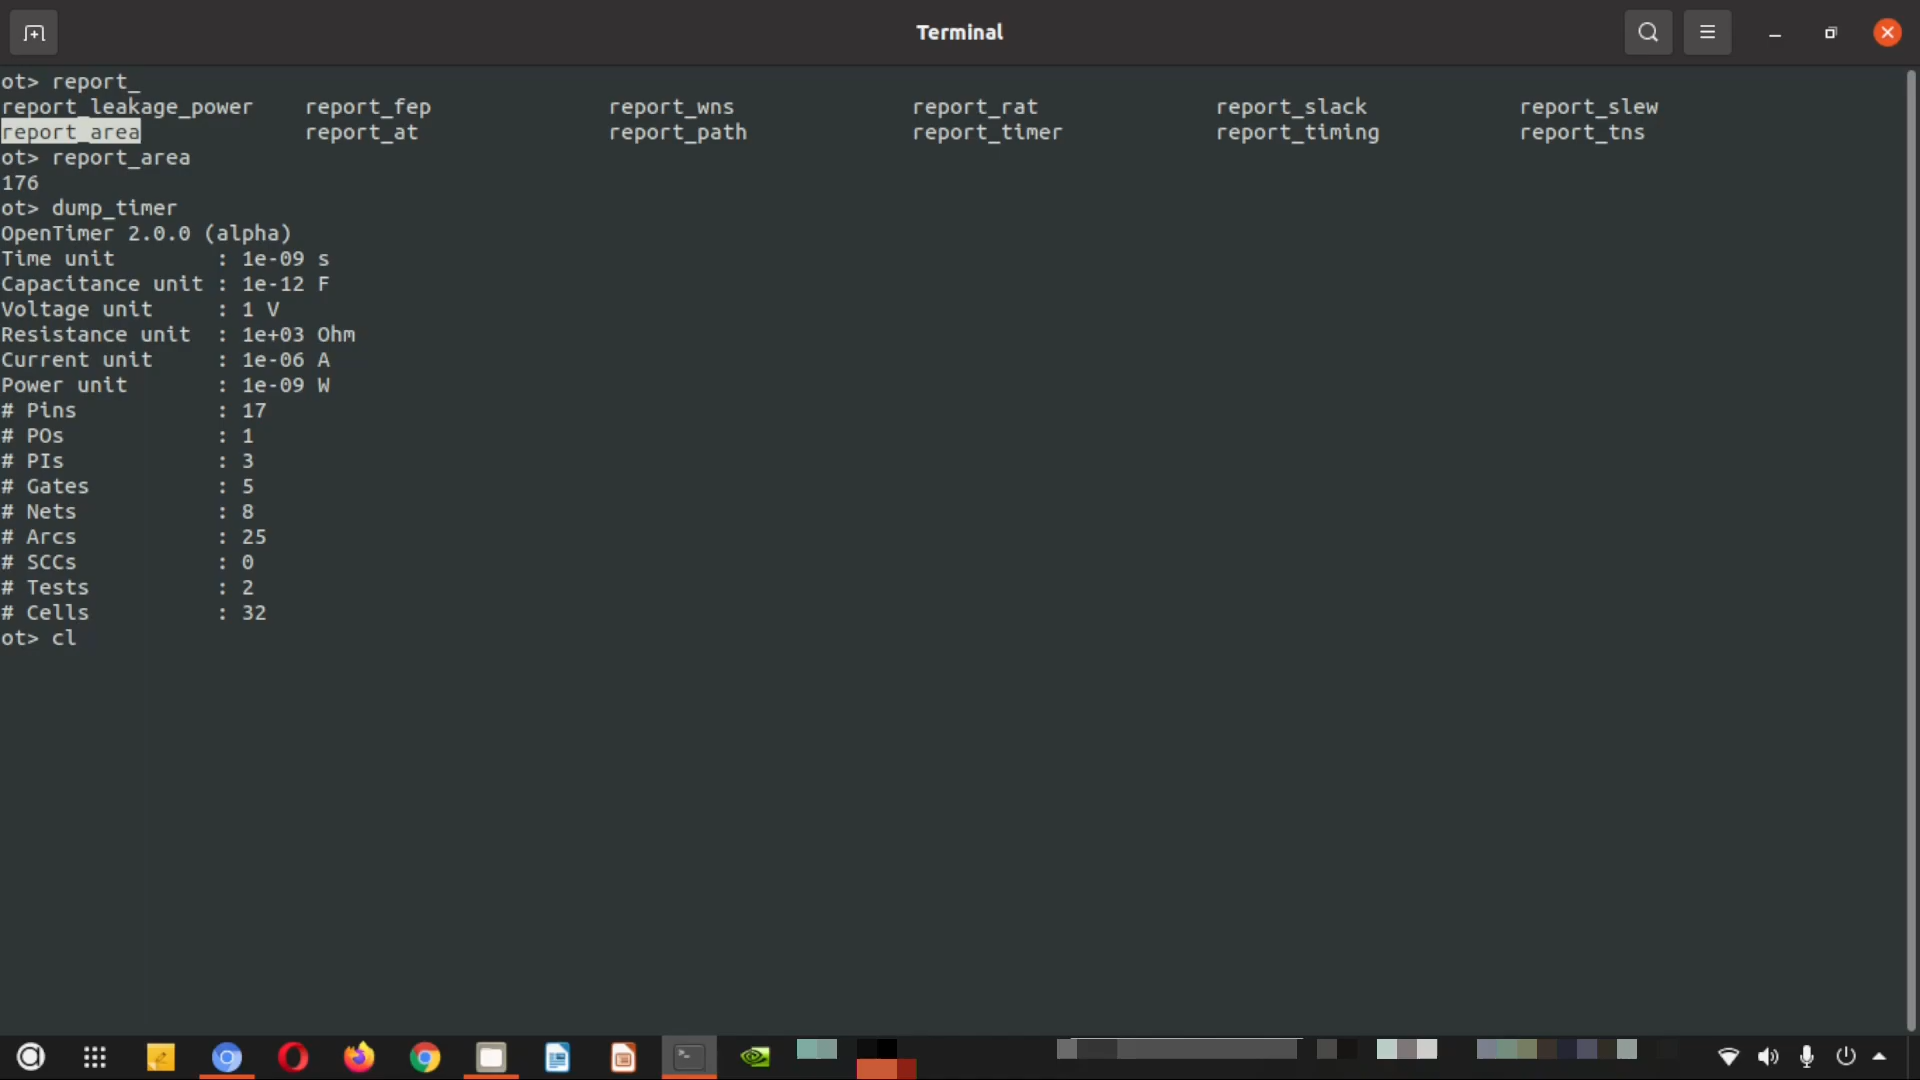 Terminal
ot> report_
report_leakage_power report_fep report_wns report_rat report_slack report_slew
report_area report_at report_path report_timer report_timing report_tns
ot> report_area
176
ot> dump_timer
OpenTimer 2.0.0 (alpha)
Time unit : 1e-09 s
Capacitance unit : 1e-12 F
Voltage unit : 1 V
Resistance unit : 1e+03 Ohm
Current unit : 1e-06 A
Power unit : 1e-09 W
# Pins : 17
# POs : 1
# PIs : 3
# Gates : 5
# Nets : 8
# Arcs : 25
# SCCs : 0
# Tests : 2
# Cells : 32
ot> cl